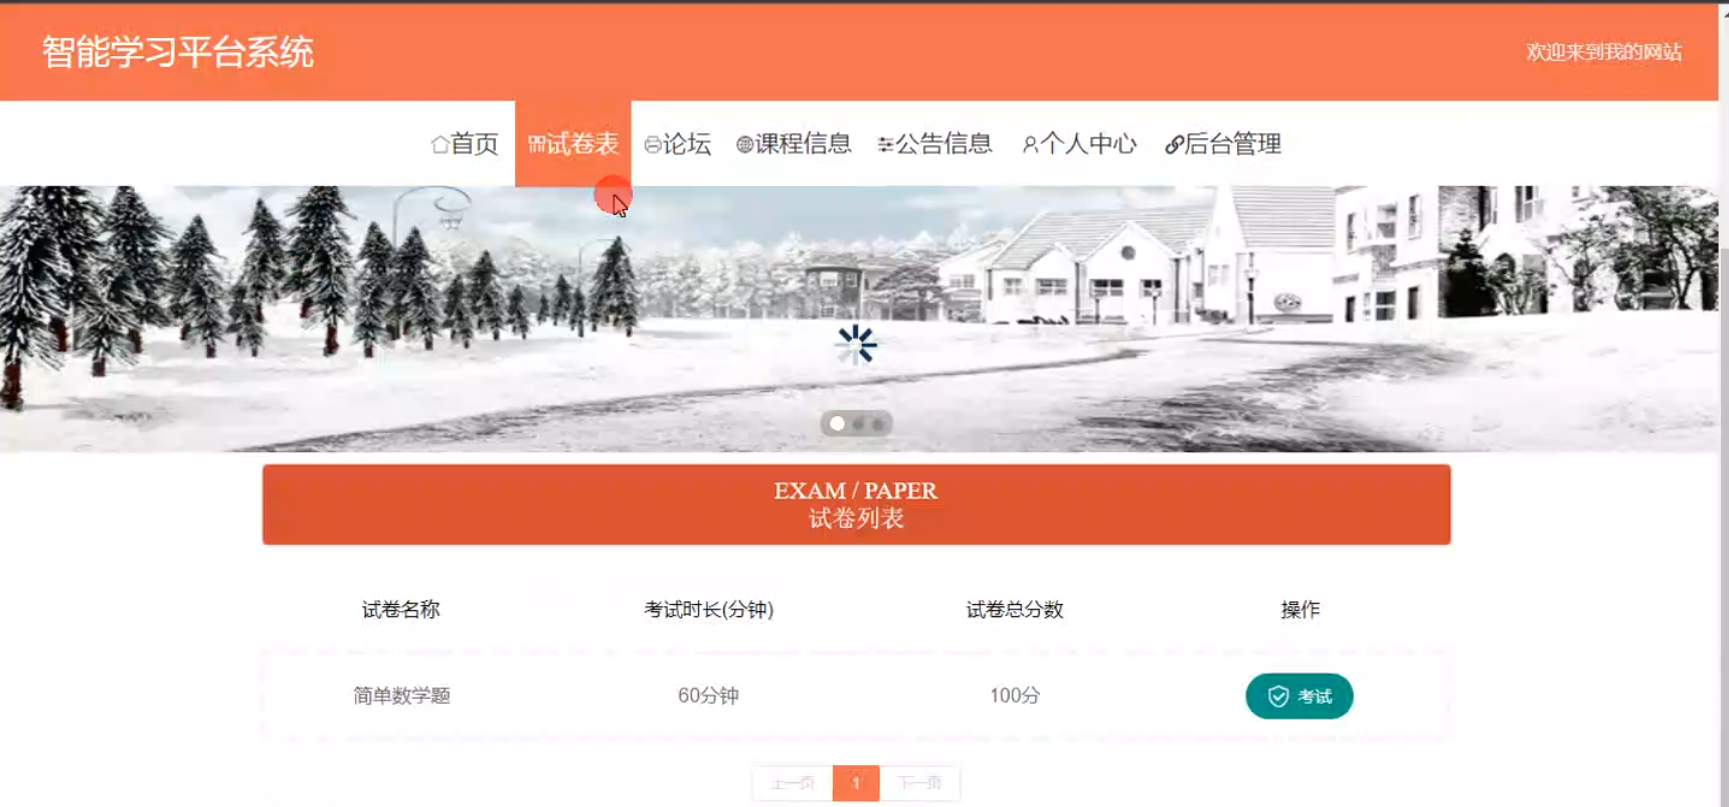 智能学习平台系统
欢迎来到我的网站
首页 试卷表 论坛 课程信息 公告信息 个人中心 后台管理
EXAM / PAPER
试卷列表
试卷名称 考试时长(分钟) 试卷总分数 操作
简单数学题 60分钟 100分 考试
上一页 1 下一页